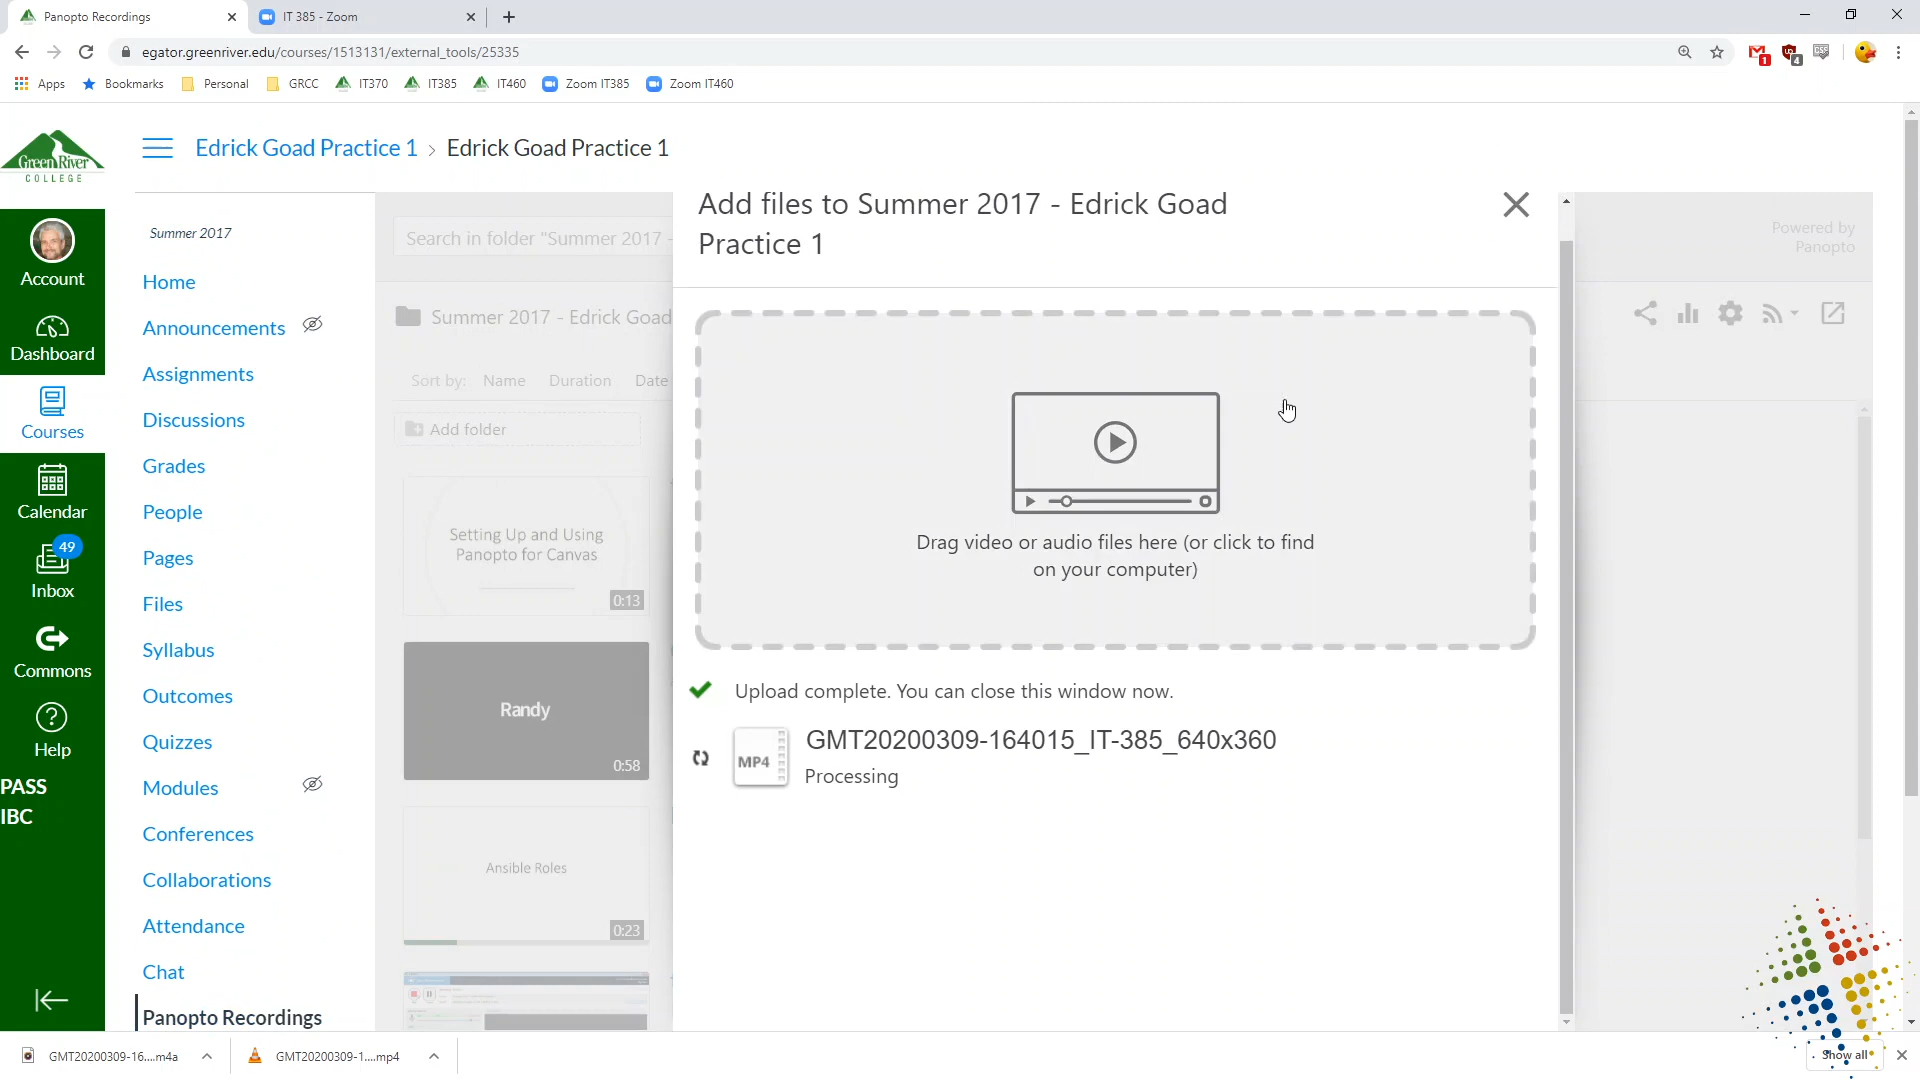 Panopto Recordings
IT 385 - Zoom
egator.greenriver.edu/courses/1513131/external_tools/25335
1
4
CSS
Apps
Bookmarks
Personal
GRCC
IT370
IT385
IT460
Zoom IT385
Zoom IT460
Green River
COLLEGE
Edrick Goad Practice 1 > Edrick Goad Practice 1
Account
Dashboard
Courses
Calendar
49
Inbox
Commons
Help
PASS
IBC
Summer 2017
Home
Announcements
Assignments
Discussions
Grades
People
Pages
Files
Syllabus
Outcomes
Quizzes
Modules
Conferences
Collaborations
Attendance
Chat
Panopto Recordings
Search in folder "Summer 2017 -
Summer 2017 - Edrick Goad
Sort by: Name Duration Date
Add folder
Setting Up and Using
Panopto for Canvas
0:13
Randy
0:58
Ansible Roles
0:23
Add files to Summer 2017 - Edrick Goad
Practice 1
Drag video or audio files here (or click to find
on your computer)
Upload complete. You can close this window now.
MP4
GMT20200309-164015_IT-385_640x360
Processing
Powered by
Panopto
GMT20200309-16....m4a
GMT20200309-1....mp4
Show all